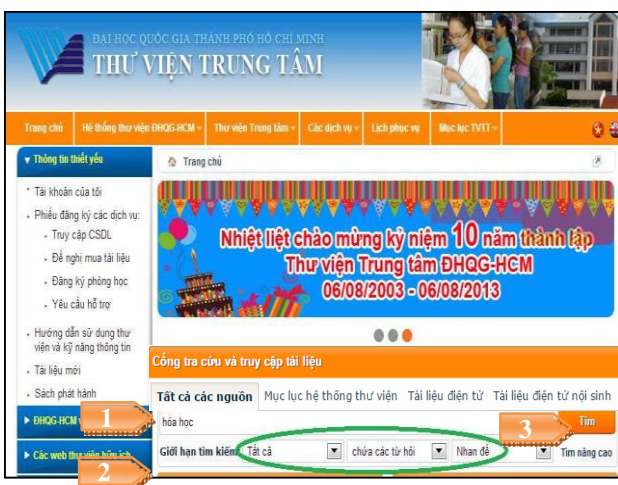 ĐẠI HỌC QUỐC GIA THÀNH PHỐ HỒ CHÍ MINH
THƯ VIỆN TRUNG TÂM
Trang chủ Hệ thống thư viện ĐHQG-HCM Thư viện Trung tâm Các dịch vụ Lịch phục vụ Mục lục TVTT
Thông tin thiết yếu
Trang chủ
Tài khoản của tôi
Phiếu đăng ký các dịch vụ:
Truy cập CSDL
Đề nghị mua tài liệu
Đăng ký phòng học
Yêu cầu hỗ trợ
Hướng dẫn sử dụng thư
viện và kỹ năng thông tin
Tài liệu mới
Sách phát hành
ĐHQG-HCM
Các web thư viện hữu ích
Nhiệt liệt chào mừng kỷ niệm 10 năm thành lập
Thư viện Trung tâm ĐHQG-HCM
06/08/2003 - 06/08/2013
Cổng tra cứu và truy cập tài liệu
Tất cả các nguồn Mục lục hệ thống thư viện Tài liệu điện tử Tài liệu điện tử nội sinh
1 hóa học 3 Tìm
Giới hạn tìm kiếm: Tất cả chứa các từ hỏi Nhan đề Tìm nâng cao
2